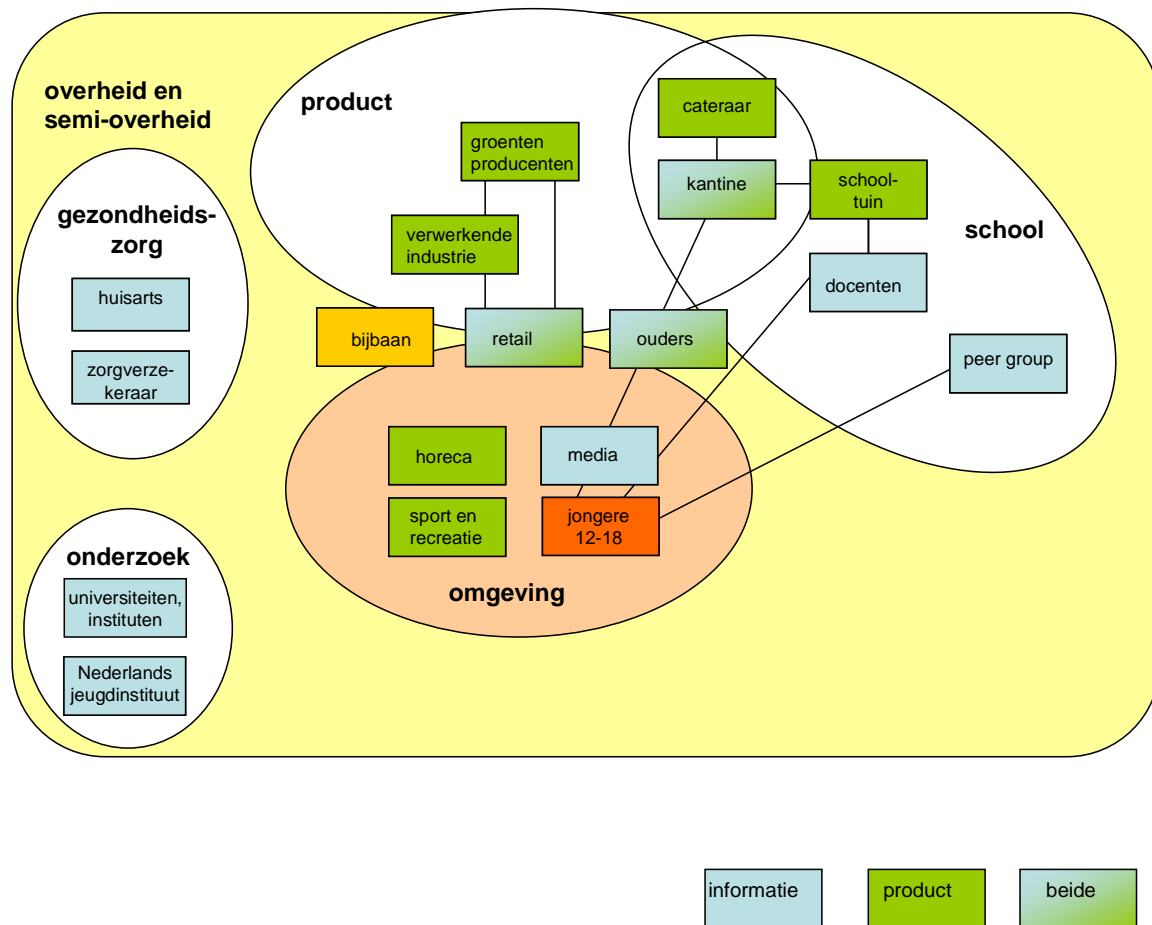 overheid en
semi-overheid
product
cateraar
groenten
producenten
kantine
school-
tuin
gezondheids-
zorg
verwerkende
industrie
school
huisarts
docenten
bijbaan
retail
ouders
zorgverze-
keraar
peer group
horeca
media
sport en
recreatie
jongere
12-18
omgeving
onderzoek
universiteiten,
instituten
Nederlands
jeugdinstituut
informatie
product
beide